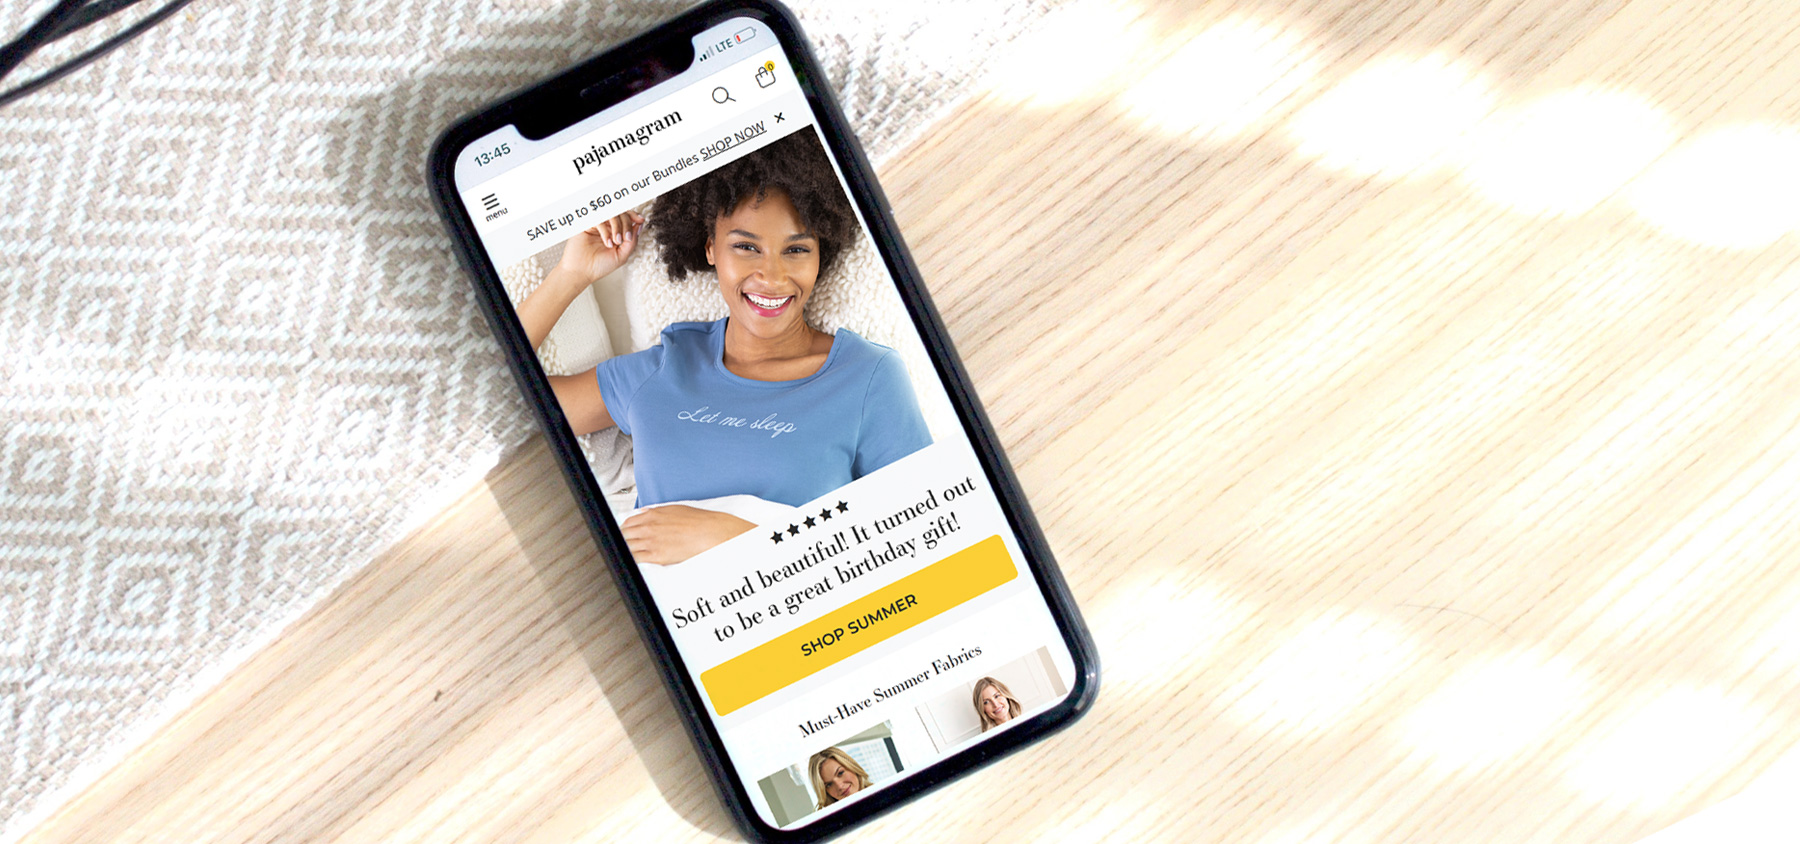 13:45
LTE
pajamagram
0
menu
SAVE up to $60 on our Bundles SHOP NOW
Let me sleep
Soft and beautiful! It turned out
to be a great birthday gift!
SHOP SUMMER
Must-Have Summer Fabrics